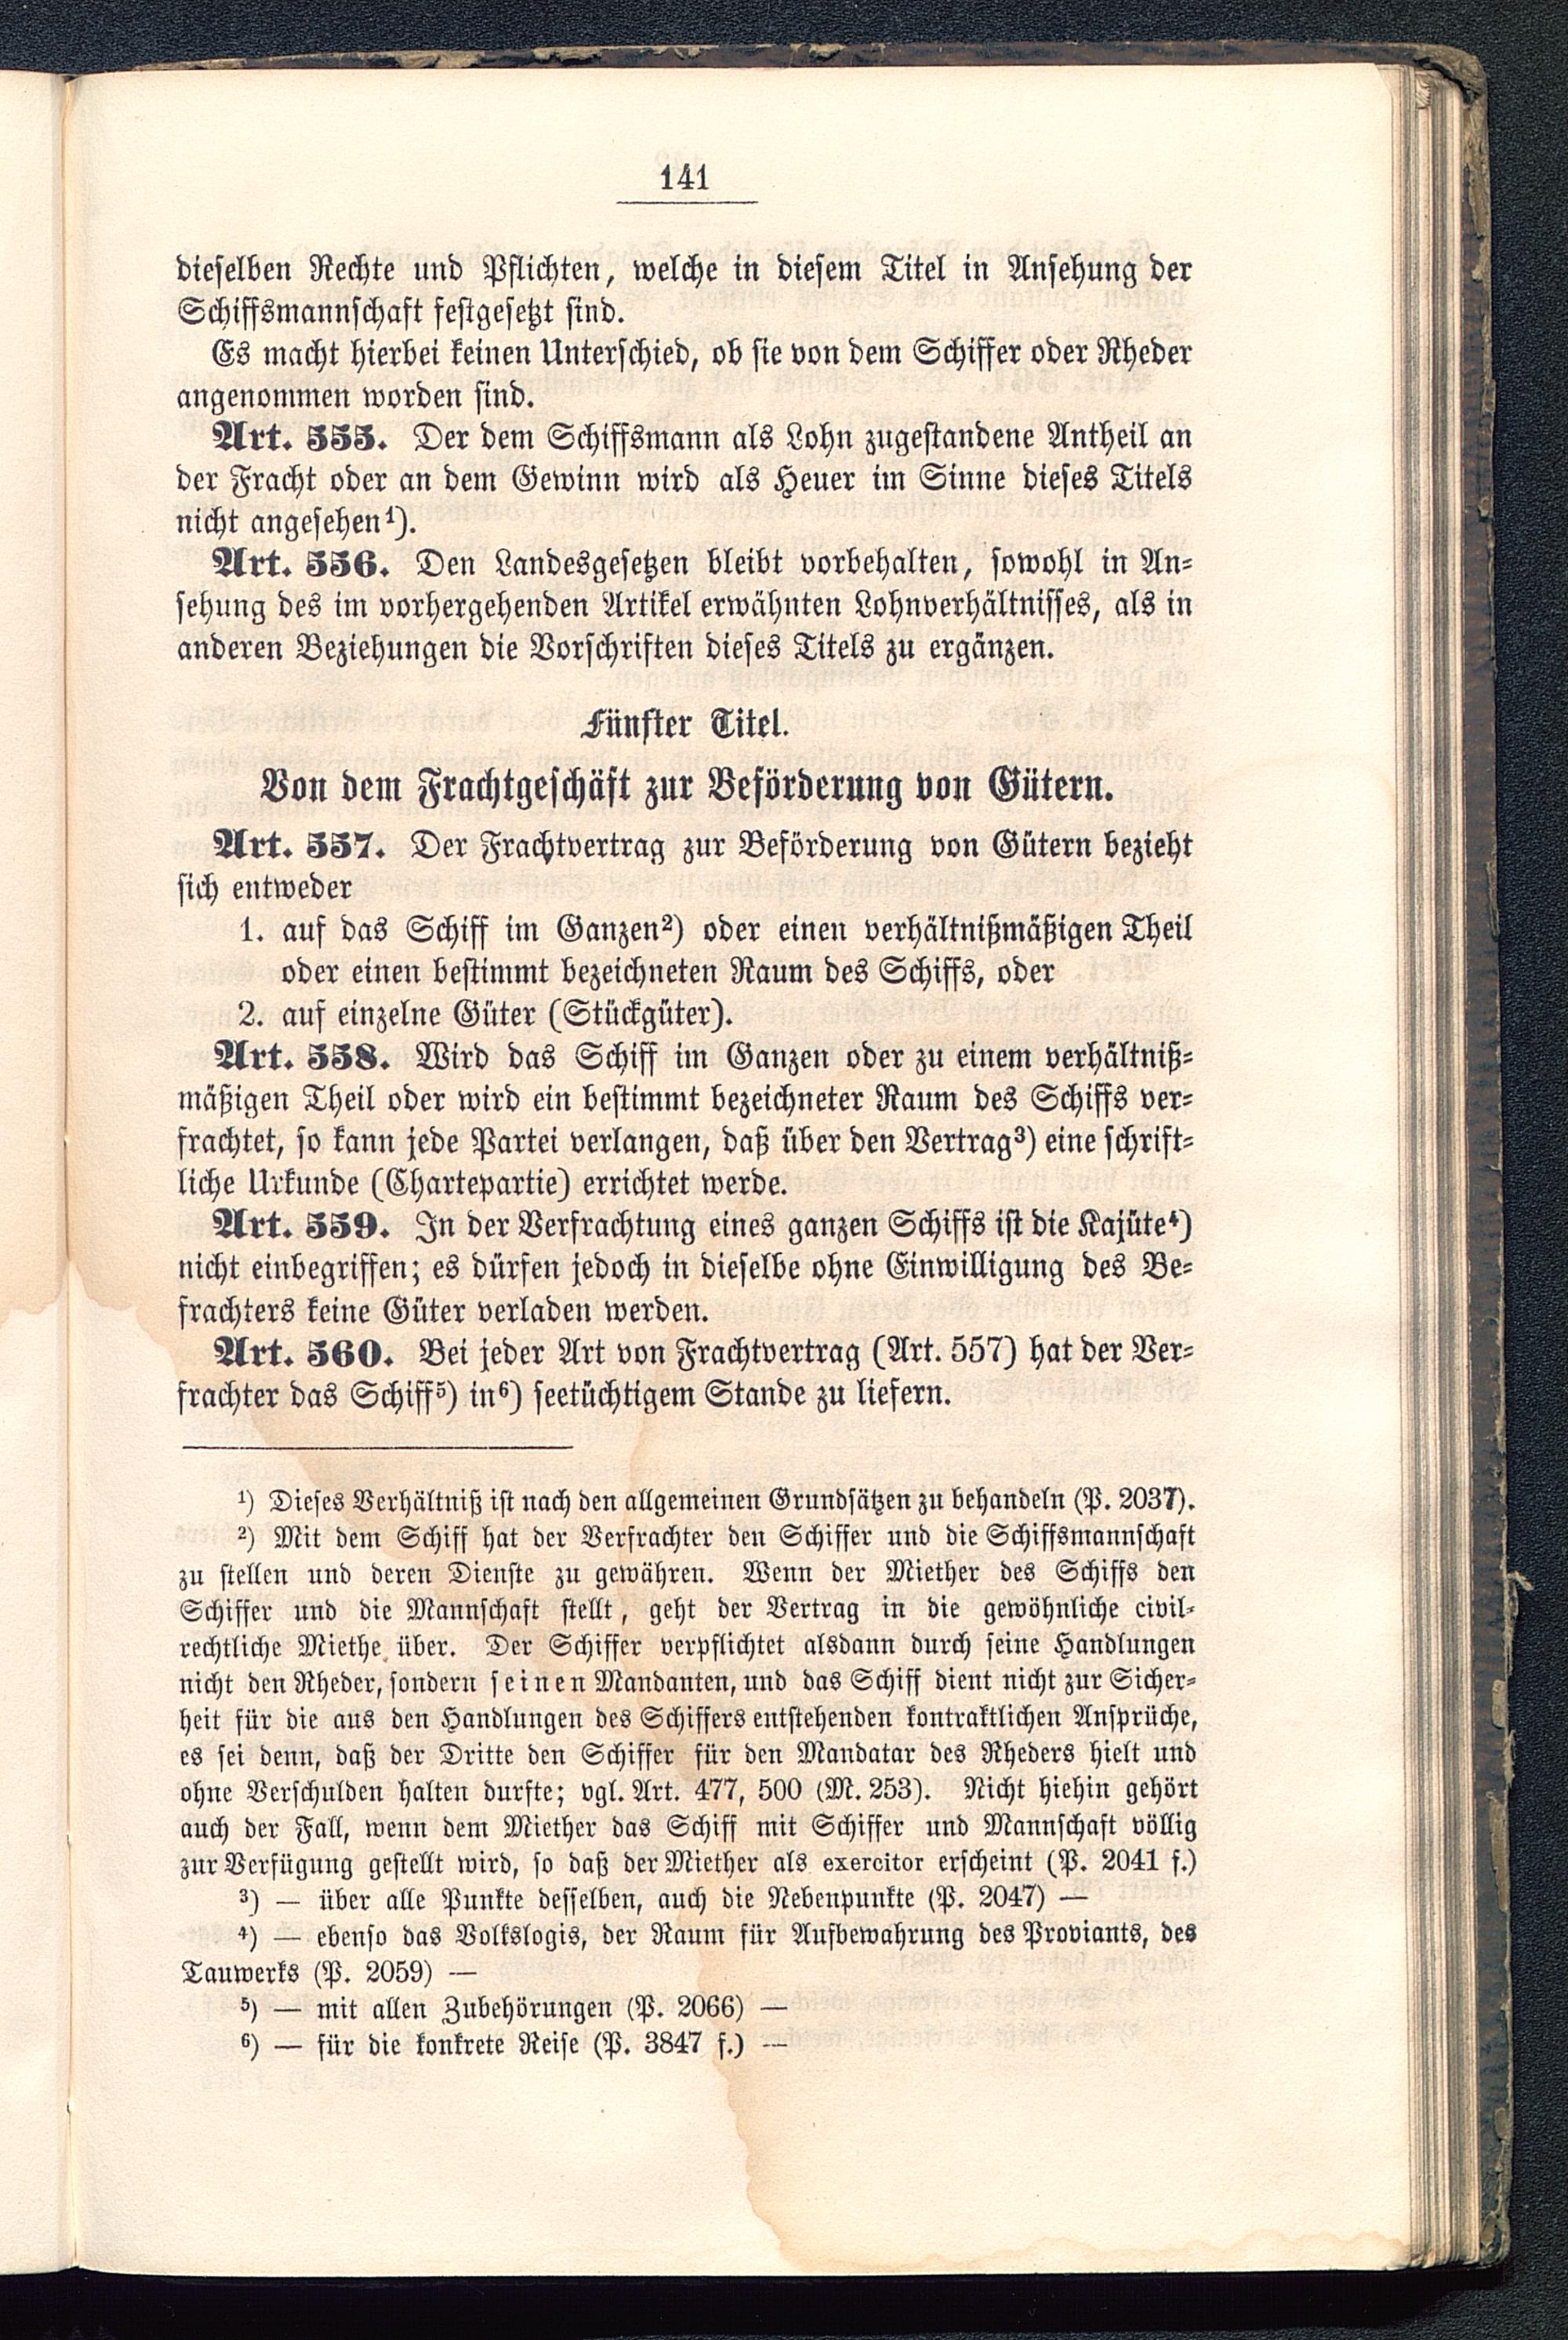 141
dieselben Rechte und Pflichten, welche in diesem Titel in Ansehung der
Schiffsmannschaft festgesetzt sind.
Es macht hierbei keinen Unterschied, ob sie von dem Schiffer oder Rheder
angenommen worden sind.
Art. 555. Der dem Schiffsmann als Lohn zugestandene Antheil an
der Fracht oder an dem Gewinn wird als Heuer im Sinne dieses Titels
nicht angesehen¹).
Art. 556. Den Landesgesetzen bleibt vorbehalten, sowohl in An-
sehung des im vorhergehenden Artikel erwähnten Lohnverhältnisses, als in
anderen Beziehungen die Vorschriften dieses Titels zu ergänzen.
Fünfter Titel.
Von dem Frachtgeschäft zur Beförderung von Gütern.
Art. 557. Der Frachtvertrag zur Beförderung von Gütern bezieht
sich entweder
1. auf das Schiff im Ganzen²) oder einen verhältnißmäßigen Theil
oder einen bestimmt bezeichneten Raum des Schiffs, oder
2. auf einzelne Güter (Stückgüter).
Art. 558. Wird das Schiff im Ganzen oder zu einem verhältniß-
mäßigen Theil oder wird ein bestimmt bezeichneter Raum des Schiffs ver-
frachtet, so kann jede Partei verlangen, daß über den Vertrag³) eine schrift-
liche Urkunde (Chartepartie) errichtet werde.
Art. 559. In der Verfrachtung eines ganzen Schiffs ist die Kajüte⁴)
nicht einbegriffen; es dürfen jedoch in dieselbe ohne Einwilligung des Be-
frachters keine Güter verladen werden.
Art. 560. Bei jeder Art von Frachtvertrag (Art. 557) hat der Ver-
frachter das Schiff⁵) in⁶) seetüchtigem Stande zu liefern.
¹) Dieses Verhältniß ist nach den allgemeinen Grundsätzen zu behandeln (P. 2037).
²) Mit dem Schiff hat der Verfrachter den Schiffer und die Schiffsmannschaft
zu stellen und deren Dienste zu gewähren. Wenn der Miether des Schiffs den
Schiffer und die Mannschaft stellt, geht der Vertrag in die gewöhnliche civil-
rechtliche Miethe über. Der Schiffer verpflichtet alsdann durch seine Handlungen
nicht den Rheder, sondern seinen Mandanten, und das Schiff dient nicht zur Sicher-
heit für die aus den Handlungen des Schiffers entstehenden kontraktlichen Ansprüche,
es sei denn, daß der Dritte den Schiffer für den Mandatar des Rheders hielt und
ohne Verschulden halten durfte; vgl. Art. 477, 500 (M. 253). Nicht hiehin gehört
auch der Fall, wenn dem Miether das Schiff mit Schiffer und Mannschaft völlig
zur Verfügung gestellt wird, so daß der Miether als exercitor erscheint (P. 2041 f.)
³) — über alle Punkte desselben, auch die Nebenpunkte (P. 2047) —
⁴) — ebenso das Volkslogis, der Raum für Aufbewahrung des Proviants, des
Tauwerks (P. 2059) —
⁵) — mit allen Zubehörungen (P. 2066) —
⁶) — für die konkrete Reise (P. 3847 f.) —